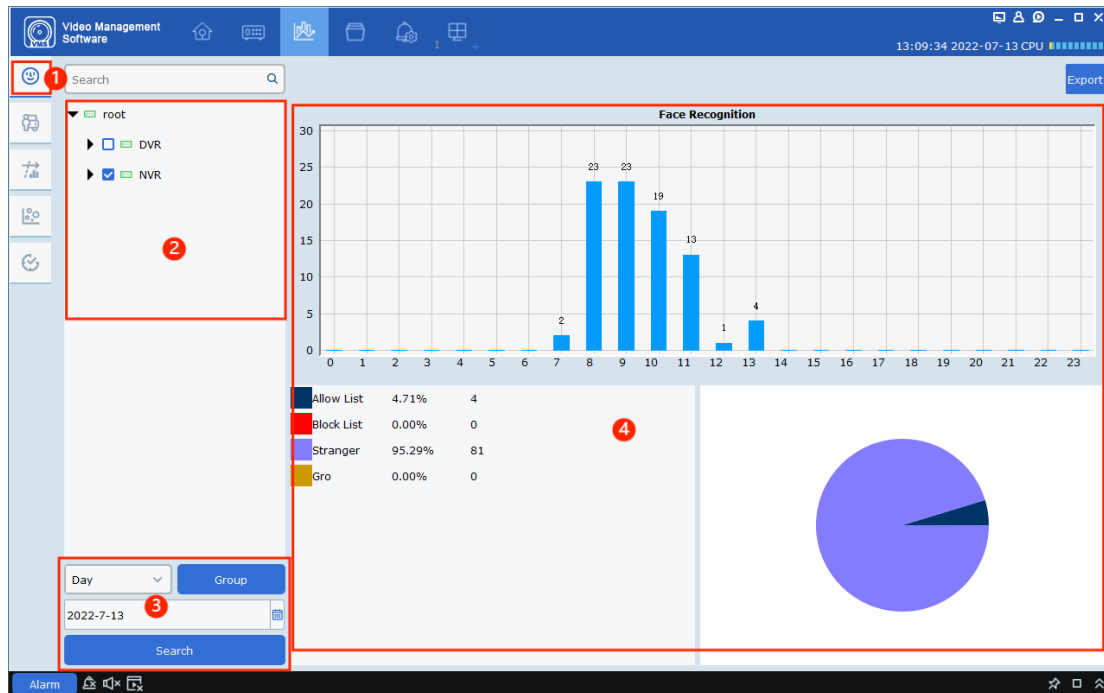 VMS
Video Management
Software
1
13:09:34 2022-07-13 CPU
1
Search
Export
root
DVR
NVR
2
Face Recognition
30
25
20
15
10
5
0
2
23
23
19
13
1
4
0 1 2 3 4 5 6 7 8 9 10 11 12 13 14 15 16 17 18 19 20 21 22 23
Allow List 4.71% 4
Block List 0.00% 0
Stranger 95.29% 81
Gro 0.00% 0
4
Day
Group
3
2022-7-13
Search
Alarm